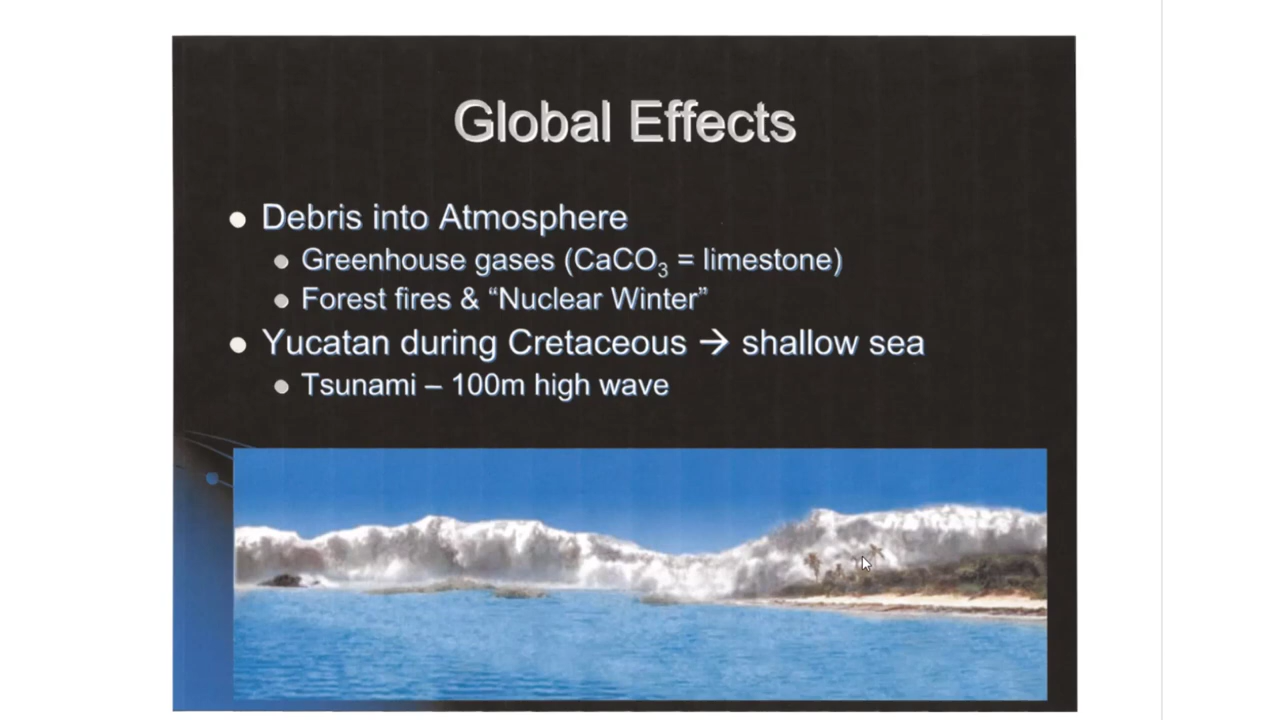 Global Effects
Debris into Atmosphere
Greenhouse gases (CaCO₃ = limestone)
Forest fires & “Nuclear Winter”
Yucatan during Cretaceous → shallow sea
Tsunami – 100m high wave